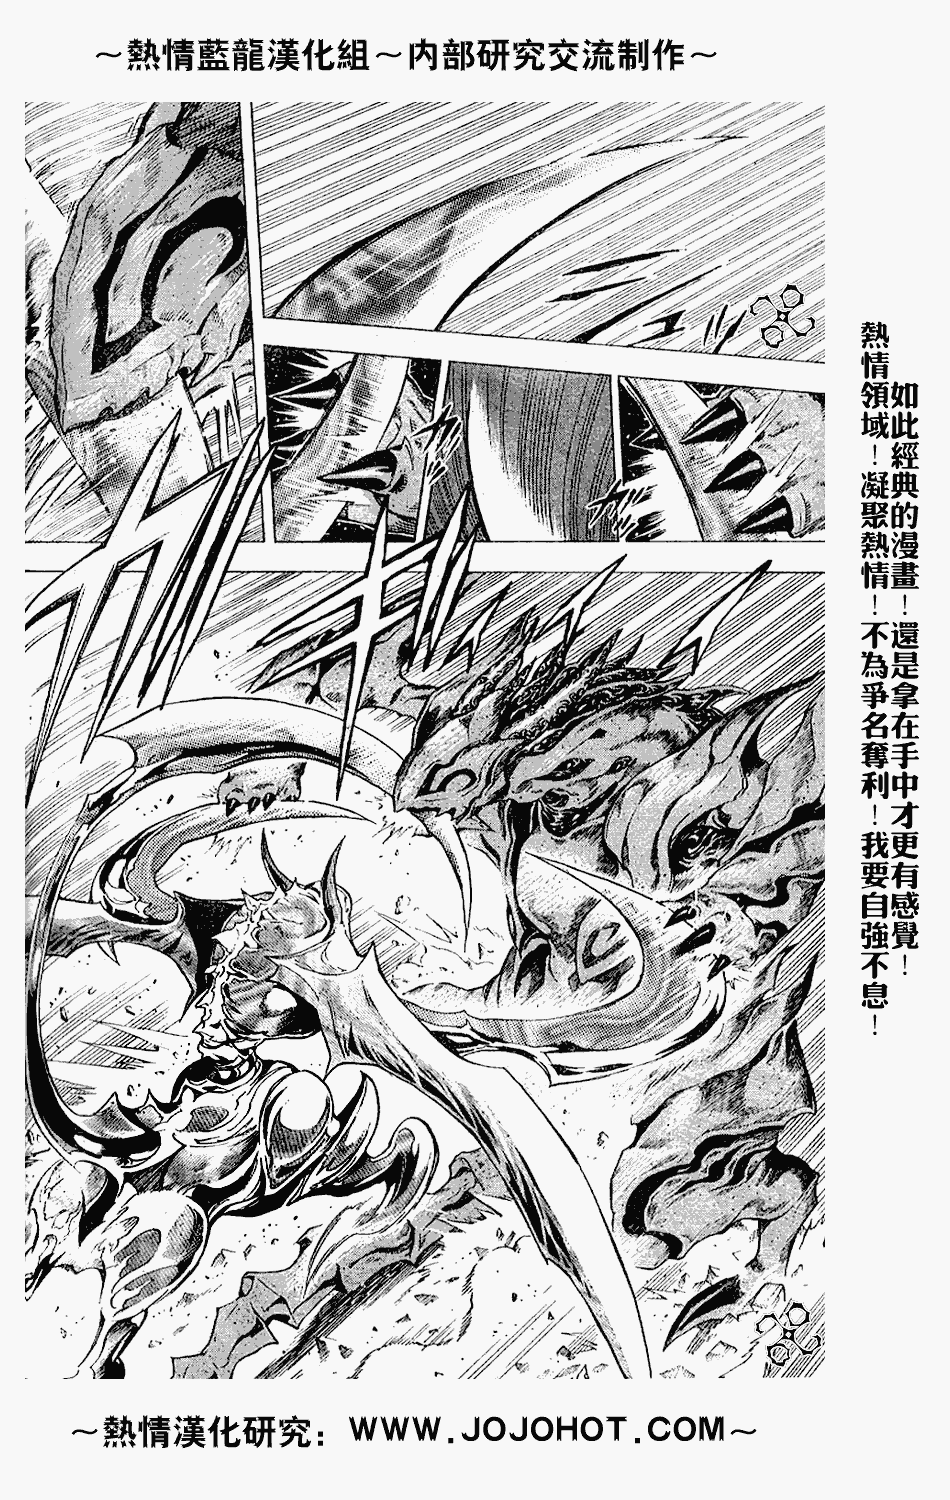 ～熱情藍龍漢化組～內部研究交流制作～
如此經典的漫畫！還是拿在手中才更有感覺！
熱情領域！凝聚熱情！不為爭名奪利！我要自強不息！
～熱情漢化研究：WWW.JOJOHOT.COM～